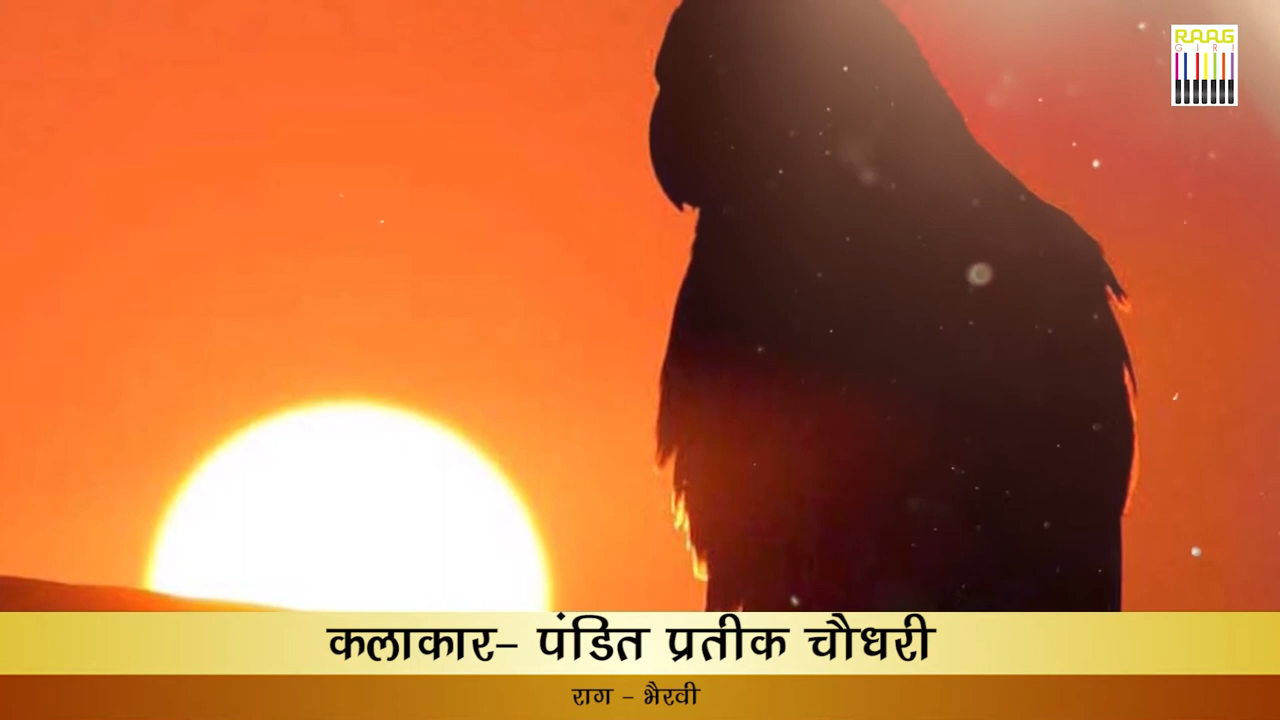 RAAG
GIRI
कलाकार- पंडित प्रतीक चौधरी
राग - भैरवी